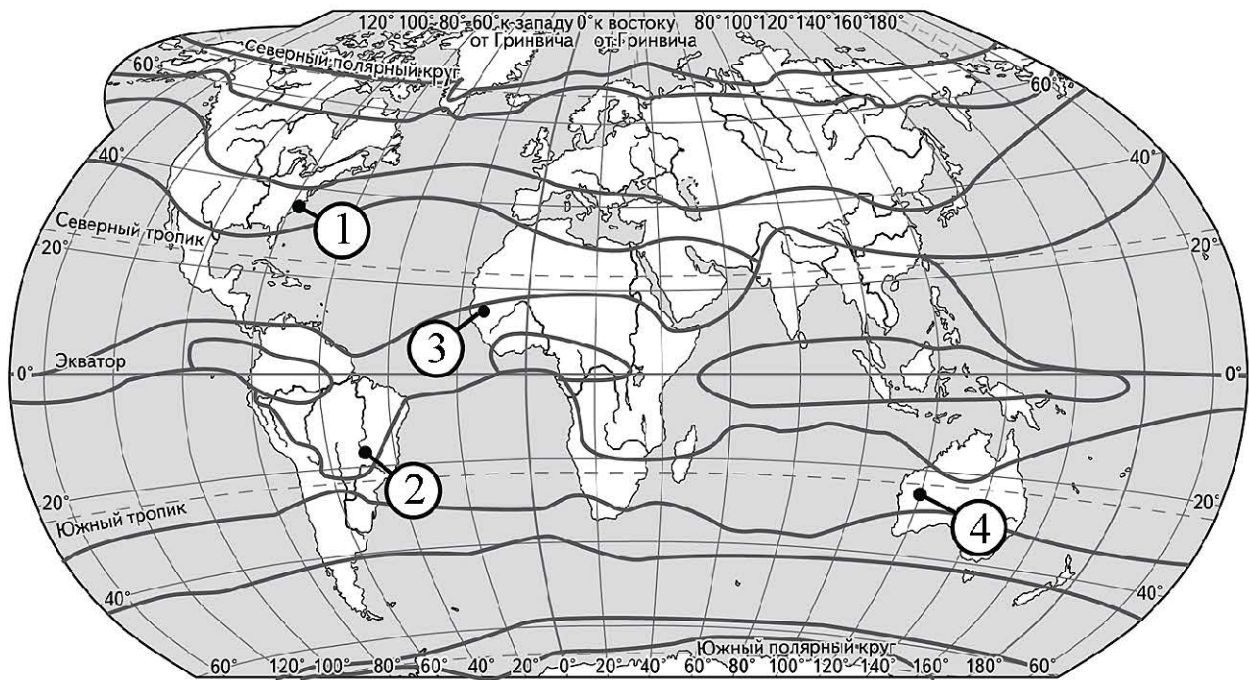 120° 100° 80° 60° к западу 0° к востоку 80° 100° 120° 140° 160° 180°
от Гринвича от Гринвича
Северный полярный круг
60°
60°
40°
40°
Северный тропик
20°
20°
1
3
Экватор
0°
0°
2
4
20°
20°
Южный тропик
40°
40°
Южный полярный круг
60° 120° 100° 80° 60° 40° 20° 0° 20° 40° 60° 80° 100° 120° 140° 160° 180° 60°